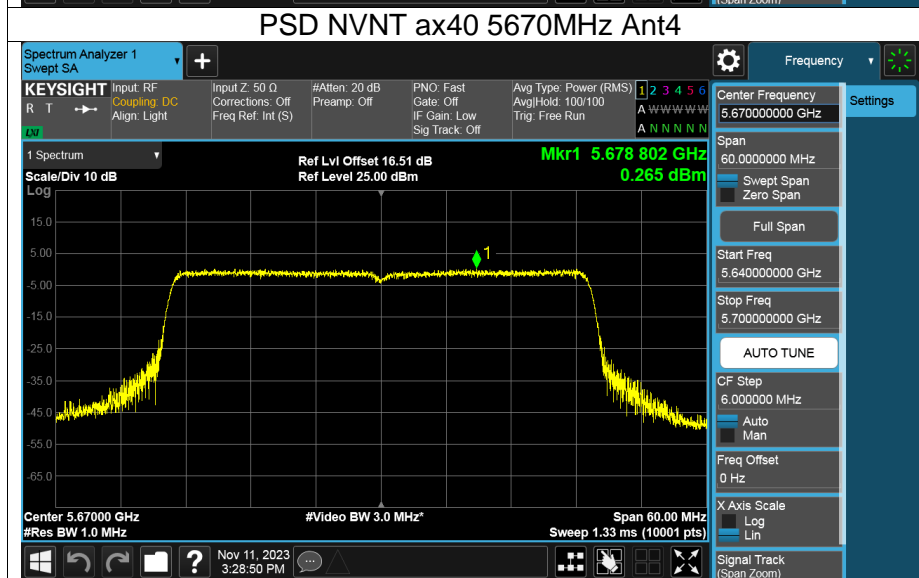 (Span Zoom)
PSD NVNT ax40 5670MHz Ant4
Spectrum Analyzer 1
Swept SA
+
Frequency
KEYSIGHT
R T
LXI
Input: RF
Coupling: DC
Align: Light
Input Z: 50 Ω
Corrections: Off
Freq Ref: Int (S)
#Atten: 20 dB
Preamp: Off
PNO: Fast
Gate: Off
IF Gain: Low
Sig Track: Off
Avg Type: Power (RMS)
Avg|Hold: 100/100
Trig: Free Run
1 2 3 4 5 6
A W W W W W
A N N N N N
1 Spectrum
Scale/Div 10 dB
Log
Ref Lvl Offset 16.51 dB
Ref Level 25.00 dBm
Mkr1 5.678 802 GHz
0.265 dBm
15.0
5.00
-5.00
-15.0
-25.0
-35.0
-45.0
-55.0
-65.0
1
Center 5.67000 GHz
#Res BW 1.0 MHz
#Video BW 3.0 MHz*
Span 60.00 MHz
Sweep 1.33 ms (10001 pts)
Center Frequency
5.670000000 GHz
Settings
Span
60.0000000 MHz
Swept Span
Zero Span
Full Span
Start Freq
5.640000000 GHz
Stop Freq
5.700000000 GHz
AUTO TUNE
CF Step
6.000000 MHz
Auto
Man
Freq Offset
0 Hz
X Axis Scale
Log
Lin
Signal Track
(Span Zoom)
?
Nov 11, 2023
3:28:50 PM